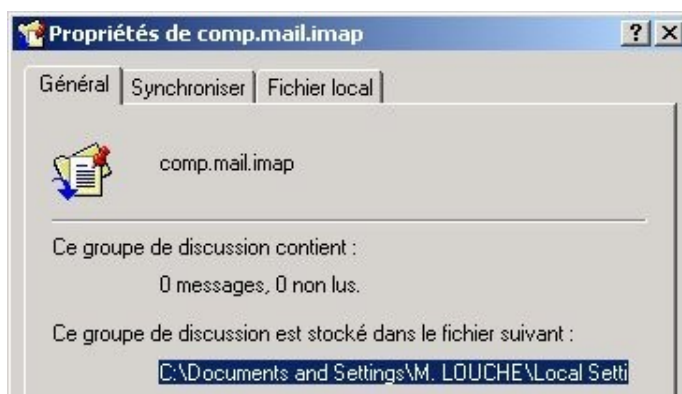 Propriétés de comp.mail.imap
Général Synchroniser Fichier local
comp.mail.imap
Ce groupe de discussion contient :
0 messages, 0 non lus.
Ce groupe de discussion est stocké dans le fichier suivant :
C:\Documents and Settings\M. LOUCHE\Local Setti